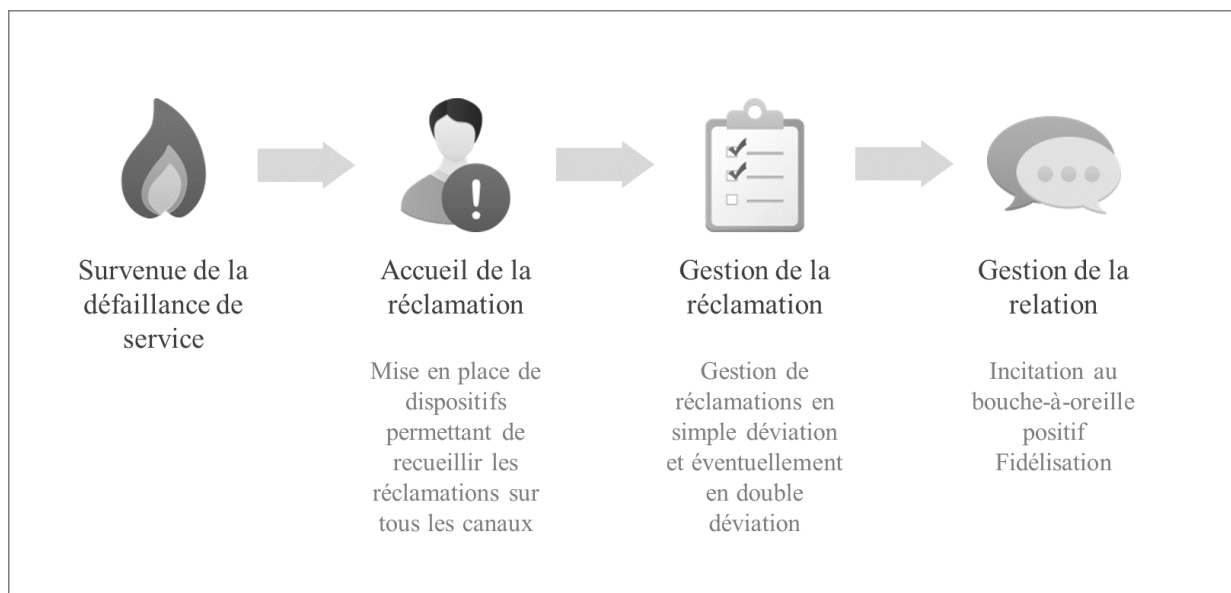 Survenue de la
défaillance de
service
Accueil de la
réclamation
Mise en place de
dispositifs
permettant de
recueillir les
réclamations sur
tous les canaux
Gestion de la
réclamation
Gestion de
réclamations en
simple déviation
et éventuellement
en double
déviation
Gestion de la
relation
Incitation au
bouche-à-oreille
positif
Fidélisation